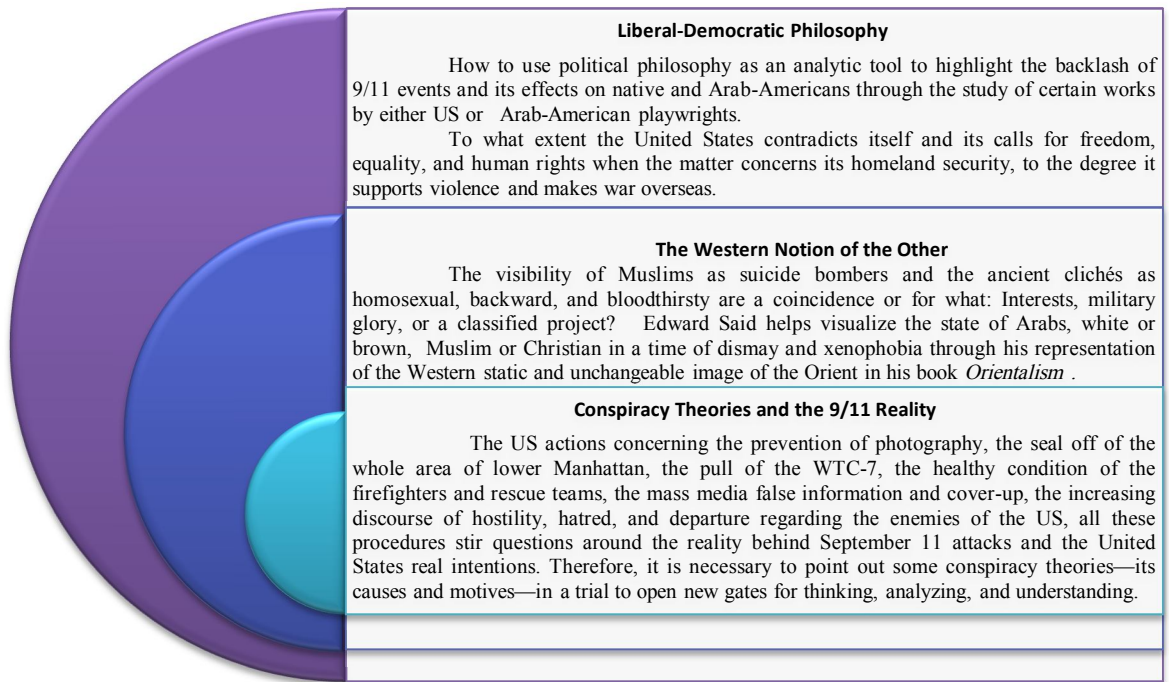 Liberal-Democratic Philosophy
How to use political philosophy as an analytic tool to highlight the backlash of
9/11 events and its effects on native and Arab-Americans through the study of certain works
by either US or Arab-American playwrights.
To what extent the United States contradicts itself and its calls for freedom,
equality, and human rights when the matter concerns its homeland security, to the degree it
supports violence and makes war overseas.
The Western Notion of the Other
The visibility of Muslims as suicide bombers and the ancient clichés as
homosexual, backward, and bloodthirsty are a coincidence or for what: Interests, military
glory, or a classified project? Edward Said helps visualize the state of Arabs, white or
brown, Muslim or Christian in a time of dismay and xenophobia through his representation
of the Western static and unchangeable image of the Orient in his book Orientalism .
Conspiracy Theories and the 9/11 Reality
The US actions concerning the prevention of photography, the seal off of the
whole area of lower Manhattan, the pull of the WTC-7, the healthy condition of the
firefighters and rescue teams, the mass media false information and cover-up, the increasing
discourse of hostility, hatred, and departure regarding the enemies of the US, all these
procedures stir questions around the reality behind September 11 attacks and the United
States real intentions. Therefore, it is necessary to point out some conspiracy theories—its
causes and motives—in a trial to open new gates for thinking, analyzing, and understanding.